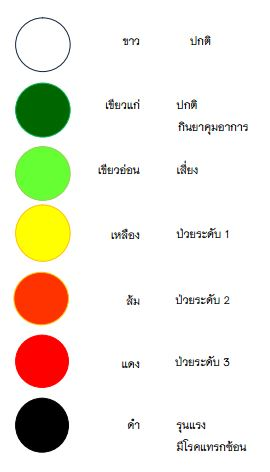 ขาว ปกติ
เขียวแก่ ปกติ
กินยาคุมอาการ
เขียวอ่อน เสี่ยง
เหลือง ป่วยระดับ 1
ส้ม ป่วยระดับ 2
แดง ป่วยระดับ 3
ดำ รุนแรง
มีโรคแทรกซ้อน